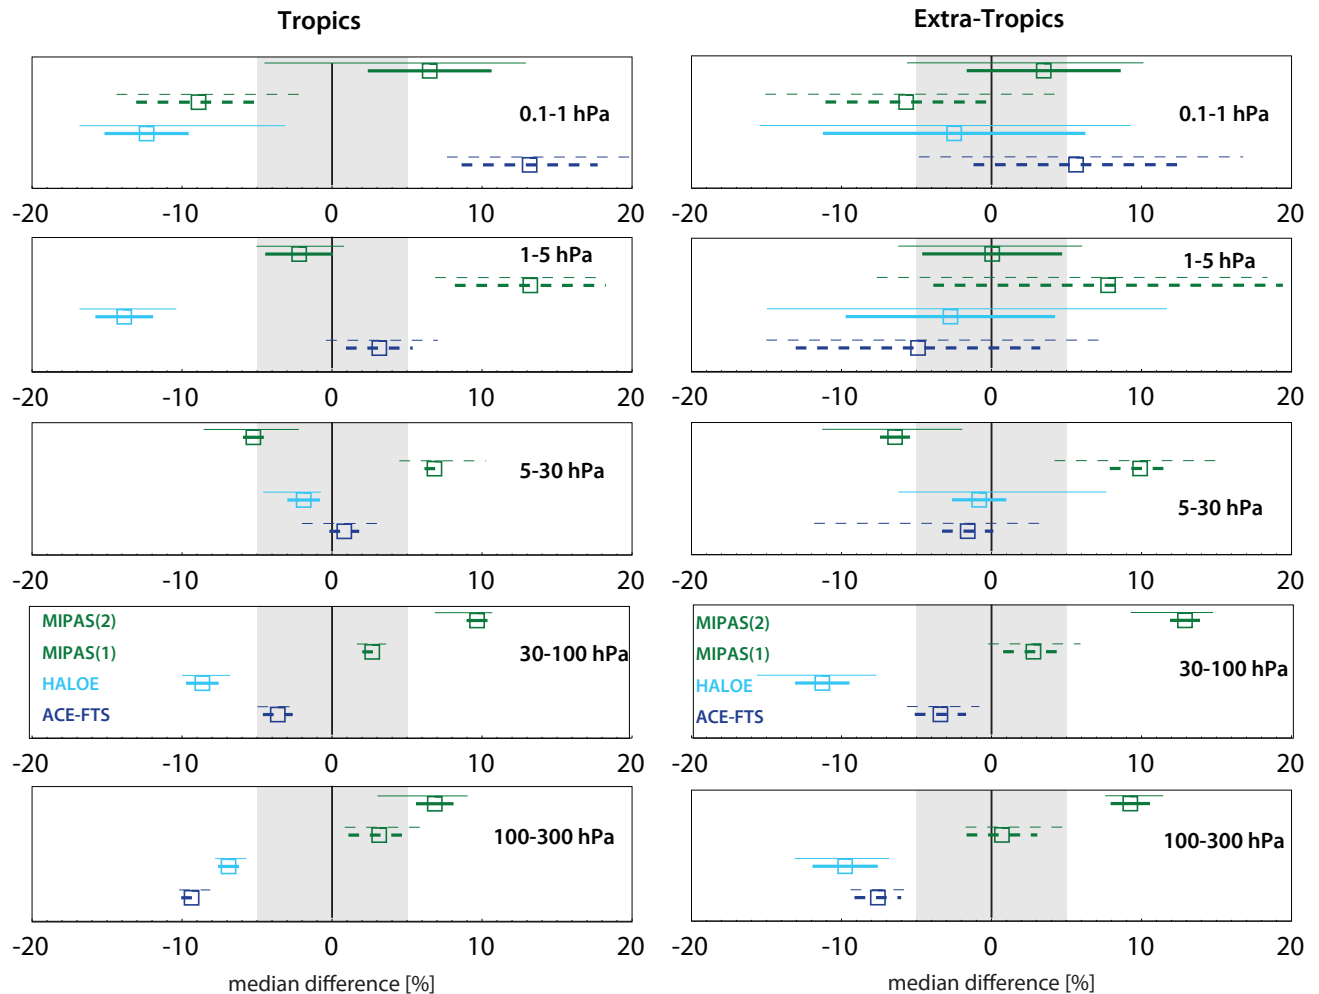 Tropics
0.1-1 hPa
-20 -10 0 10 20
1-5 hPa
-20 -10 0 10 20
5-30 hPa
-20 -10 0 10 20
MIPAS(2)
MIPAS(1)
30-100 hPa
HALOE
ACE-FTS
-20 -10 0 10 20
100-300 hPa
-20 -10 0 10 20
median difference [%]
Extra-Tropics
0.1-1 hPa
-20 -10 0 10 20
1-5 hPa
-20 -10 0 10 20
5-30 hPa
-20 -10 0 10 20
MIPAS(2)
MIPAS(1)
30-100 hPa
HALOE
ACE-FTS
-20 -10 0 10 20
100-300 hPa
-20 -10 0 10 20
median difference [%]